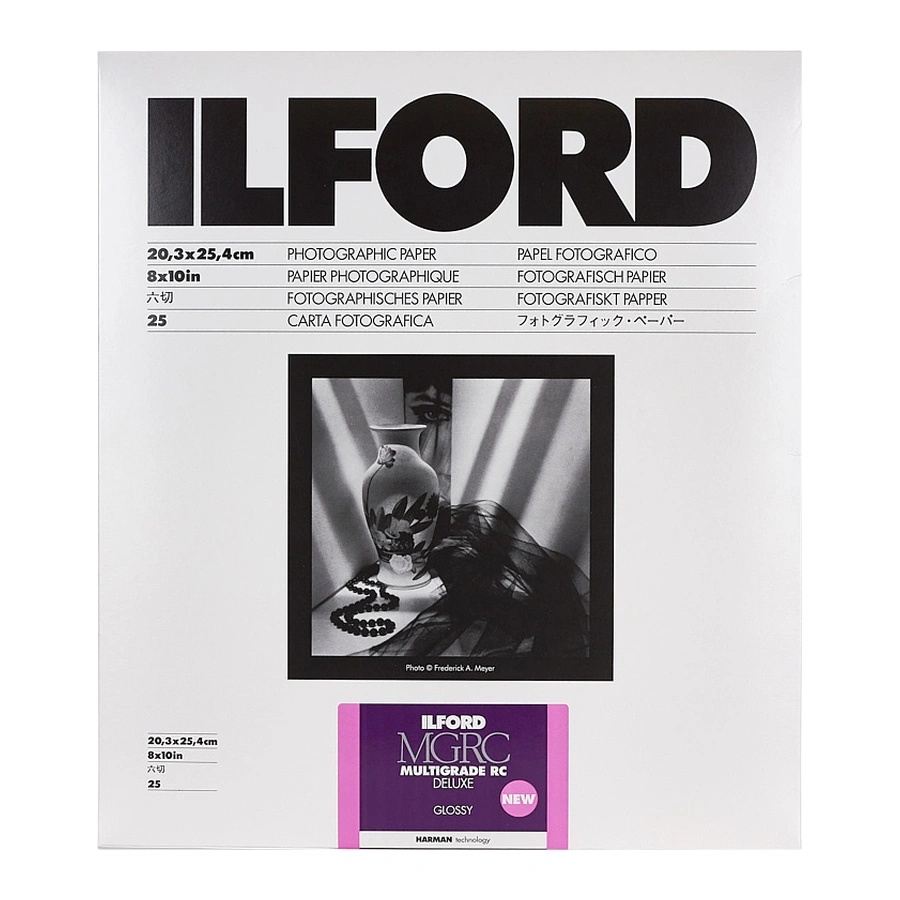 ILFORD
20,3x25,4cm PHOTOGRAPHIC PAPER PAPEL FOTOGRAFICO
8x10in PAPIER PHOTOGRAPHIQUE FOTOGRAFISCH PAPIER
六切 FOTOGRAPHISCHES PAPIER FOTOGRAFISKT PAPPER
25 CARTA FOTOGRAFICA フォトグラフィック・ペーパー
Photo © Frederick A. Meyer
20,3x25,4cm
8x10in
六切
25
ILFORD
MGRC
MULTIGRADE RC
DELUXE
NEW
GLOSSY
HARMAN technology